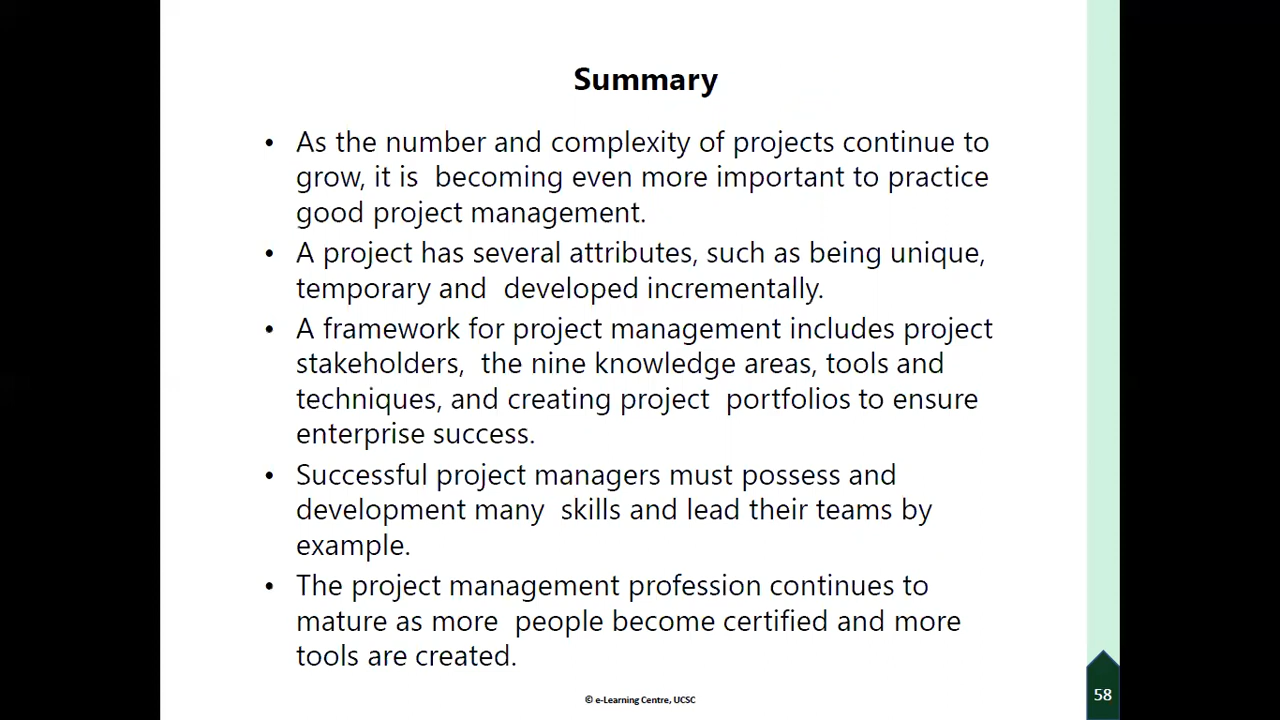 Summary
• As the number and complexity of projects continue to
grow, it is  becoming even more important to practice
good project management.
• A project has several attributes, such as being unique,
temporary and  developed incrementally.
• A framework for project management includes project
stakeholders,  the nine knowledge areas, tools and
techniques, and creating project  portfolios to ensure
enterprise success.
• Successful project managers must possess and
development many  skills and lead their teams by
example.
• The project management profession continues to
mature as more  people become certified and more
tools are created.
© e-Learning Centre, UCSC
58